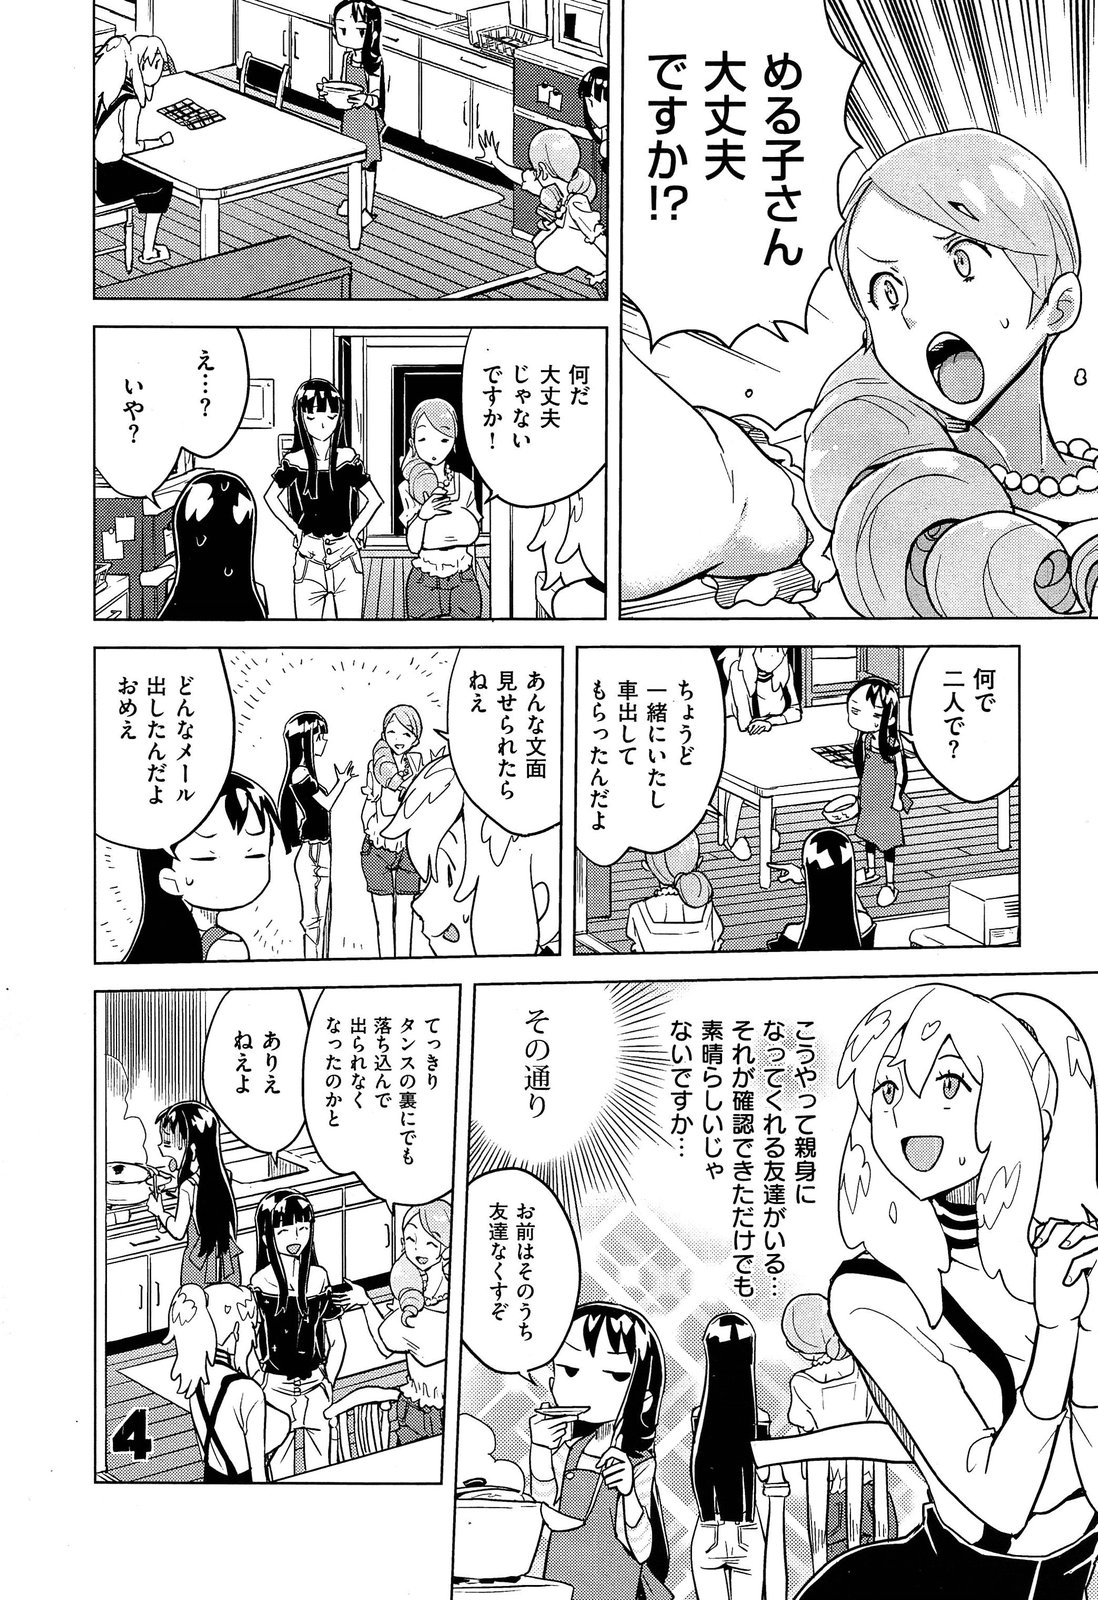 める子さん
大丈夫
ですか!?
何だ
大丈夫
じゃない
ですか!
え…?
いや?
何で
二人で?
ちょうど
一緒にいたし
車出して
もらったんだよ
あんな文面
見せられたら
ねえ
どんなメール
出したんだよ
おめえ
こうやって親身に
なってくれる友達がいる…
それが確認できただけでも
素晴らしいじゃ
ないですか…
その通り
お前はそのうち
友達なくすぞ
てっきり
タンスの裏にでも
落ち込んで
出られなく
なったのかと
ありえ
ねえよ
4